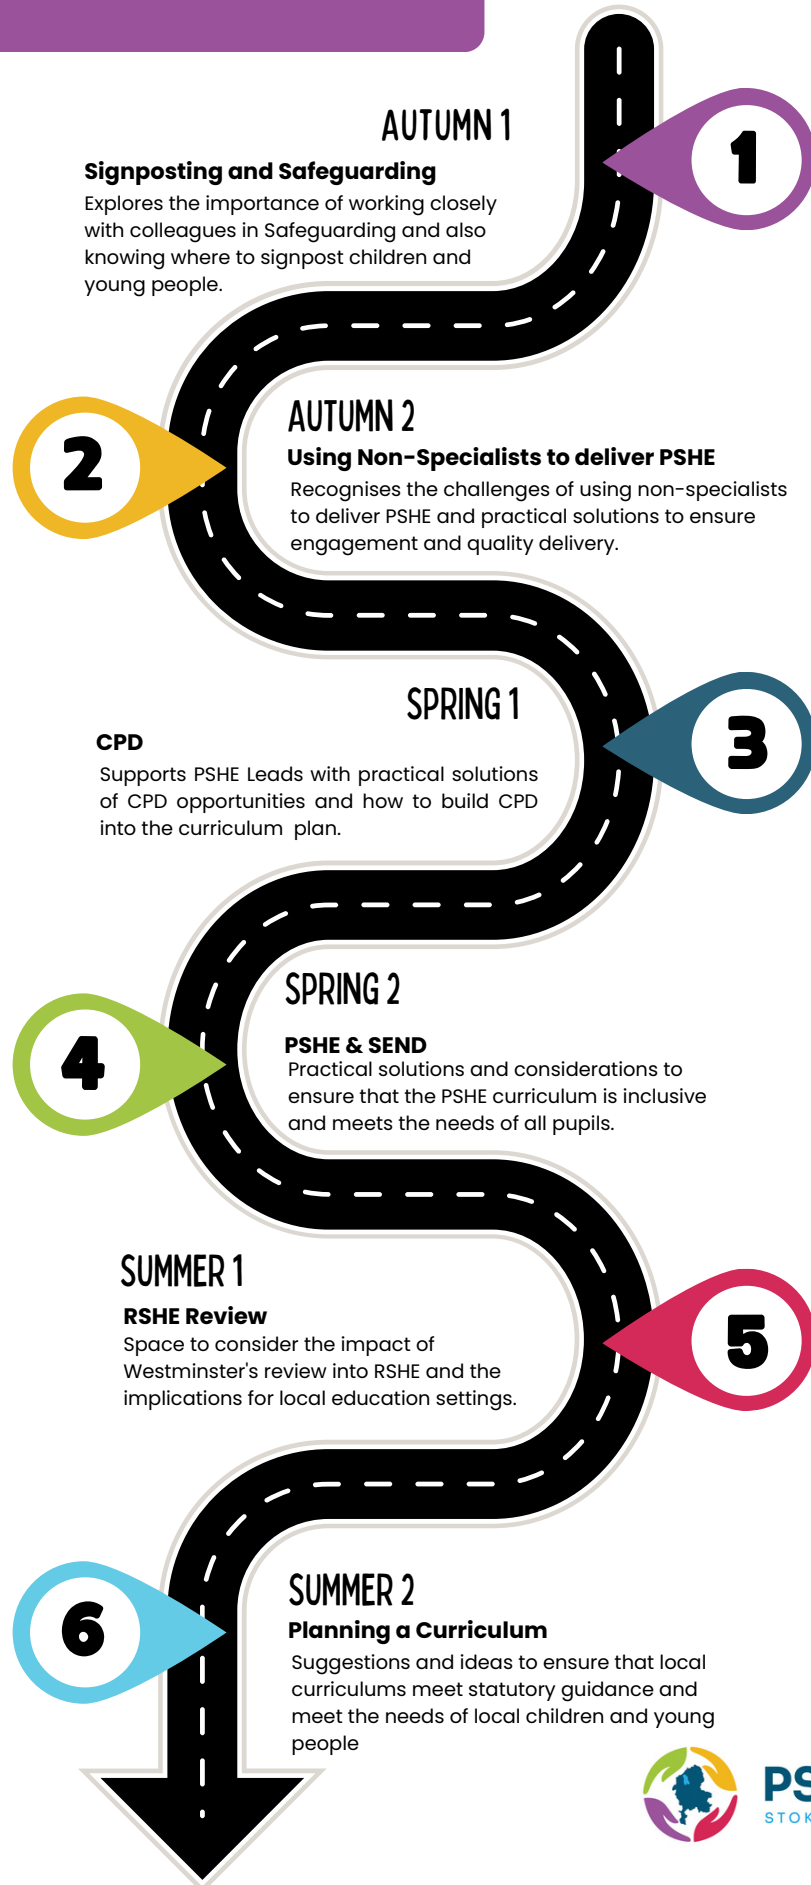 AUTUMN 1
1
Signposting and Safeguarding
Explores the importance of working closely
with colleagues in Safeguarding and also
knowing where to signpost children and
young people.
AUTUMN 2
2
Using Non-Specialists to deliver PSHE
Recognises the challenges of using non-specialists
to deliver PSHE and practical solutions to ensure
engagement and quality delivery.
SPRING 1
3
CPD
Supports PSHE Leads with practical solutions
of CPD opportunities and how to build CPD
into the curriculum plan.
SPRING 2
4
PSHE & SEND
Practical solutions and considerations to
ensure that the PSHE curriculum is inclusive
and meets the needs of all pupils.
SUMMER 1
5
RSHE Review
Space to consider the impact of
Westminster's review into RSHE and the
implications for local education settings.
SUMMER 2
6
Planning a Curriculum
Suggestions and ideas to ensure that local
curriculums meet statutory guidance and
meet the needs of local children and young
people